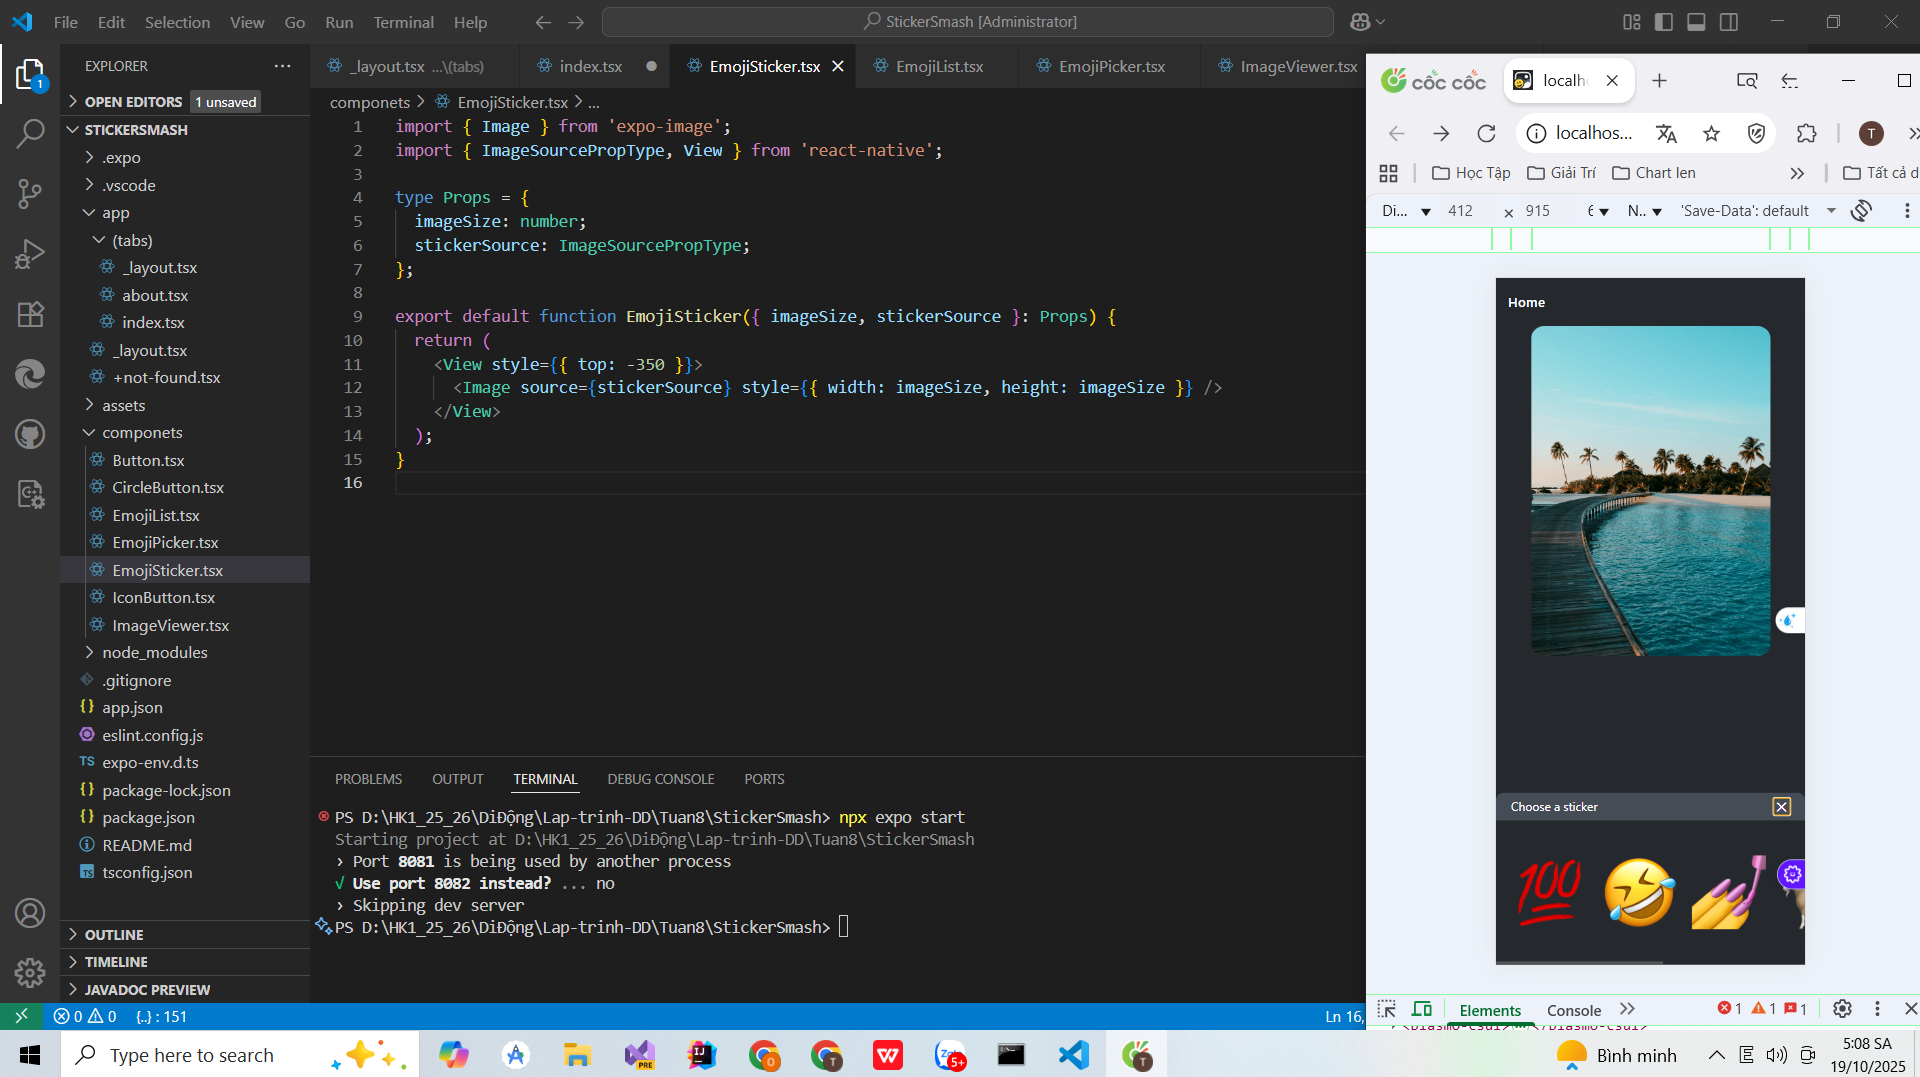 File Edit Selection View Go Run Terminal Help
StickerSmash [Administrator]
EXPLORER
OPEN EDITORS 1 unsaved
STICKERSMASH
.expo
.vscode
app
(tabs)
_layout.tsx
about.tsx
index.tsx
_layout.tsx
+not-found.tsx
assets
componets
Button.tsx
CircleButton.tsx
EmojiList.tsx
EmojiPicker.tsx
EmojiSticker.tsx
IconButton.tsx
ImageViewer.tsx
node_modules
.gitignore
app.json
eslint.config.js
expo-env.d.ts
package-lock.json
package.json
README.md
tsconfig.json
OUTLINE
TIMELINE
JAVADOC PREVIEW
_layout.tsx ...\(tabs) index.tsx EmojiSticker.tsx EmojiList.tsx EmojiPicker.tsx ImageViewer.tsx
componets > EmojiSticker.tsx > ...
1 import { Image } from 'expo-image';
2 import { ImageSourcePropType, View } from 'react-native';
3
4 type Props = {
5 imageSize: number;
6 stickerSource: ImageSourcePropType;
7 };
8
9 export default function EmojiSticker({ imageSize, stickerSource }: Props) {
10 return (
11 <View style={{ top: -350 }}>
12 <Image source={stickerSource} style={{ width: imageSize, height: imageSize }} />
13 </View>
14 );
15 }
16
PROBLEMS OUTPUT TERMINAL DEBUG CONSOLE PORTS
PS D:\HK1_25_26\DiĐộng\Lap-trinh-DD\Tuan8\StickerSmash> npx expo start
Starting project at D:\HK1_25_26\DiĐộng\Lap-trinh-DD\Tuan8\StickerSmash
› Port 8081 is being used by another process
√ Use port 8082 instead? ... no
› Skipping dev server
PS D:\HK1_25_26\DiĐộng\Lap-trinh-DD\Tuan8\StickerSmash>
0 0 {..} : 151
Ln 16,
cốc cốc localh
localhos... T
Học Tập Giải Trí Chart len Tất cả d
Di... 412 × 915 6 N.. 'Save-Data': default
Home
Choose a sticker
100
Elements Console 1 1 1
Type here to search
PRE
5+
Bình minh
5:08 SA
19/10/2025